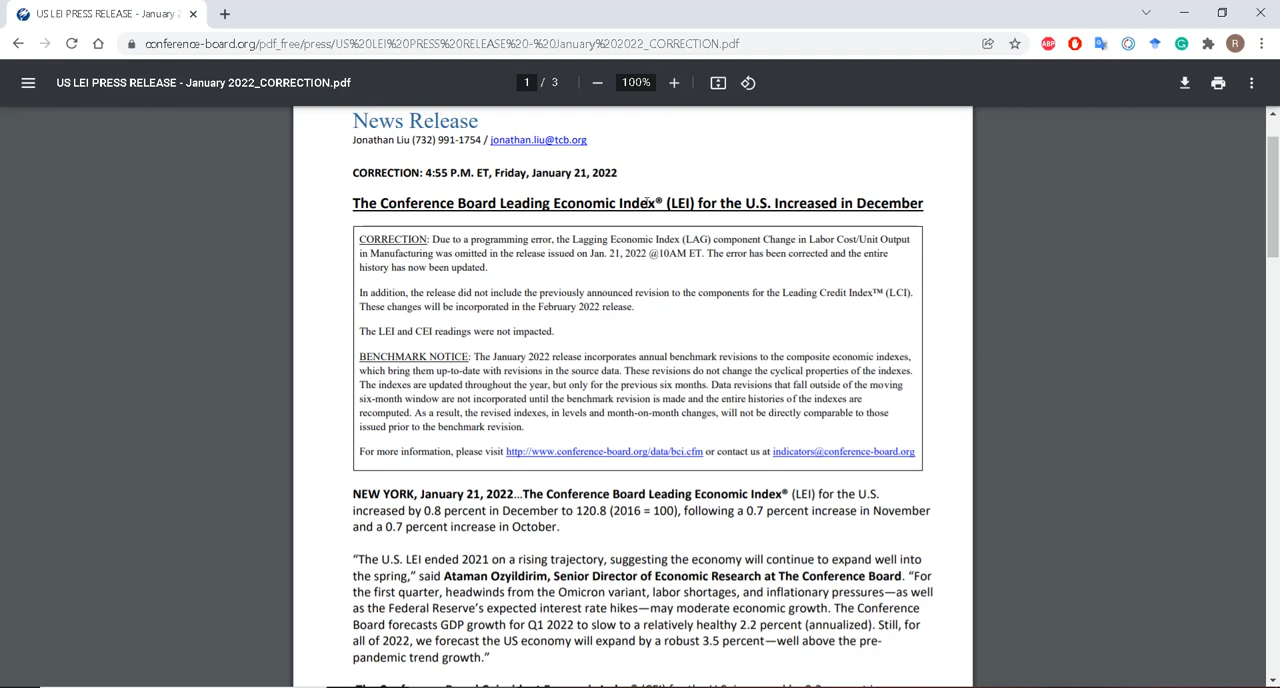 US LEI PRESS RELEASE - January 2
conference-board.org/pdf_free/press/US%20LEI%20PRESS%20RELEASE%20-%20January%202022_CORRECTION.pdf
ABP
G
R
US LEI PRESS RELEASE - January 2022_CORRECTION.pdf
1 / 3
100%
News Release
Jonathan Liu (732) 991-1754 / jonathan.liu@tcb.org
CORRECTION: 4:55 P.M. ET, Friday, January 21, 2022
The Conference Board Leading Economic Index® (LEI) for the U.S. Increased in December
CORRECTION: Due to a programming error, the Lagging Economic Index (LAG) component Change in Labor Cost/Unit Output
in Manufacturing was omitted in the release issued on Jan. 21, 2022 @10AM ET. The error has been corrected and the entire
history has now been updated.
In addition, the release did not include the previously announced revision to the components for the Leading Credit Index™ (LCI).
These changes will be incorporated in the February 2022 release.
The LEI and CEI readings were not impacted.
BENCHMARK NOTICE: The January 2022 release incorporates annual benchmark revisions to the composite economic indexes,
which bring them up-to-date with revisions in the source data. These revisions do not change the cyclical properties of the indexes.
The indexes are updated throughout the year, but only for the previous six months. Data revisions that fall outside of the moving
six-month window are not incorporated until the benchmark revision is made and the entire histories of the indexes are
recomputed. As a result, the revised indexes, in levels and month-on-month changes, will not be directly comparable to those
issued prior to the benchmark revision.
For more information, please visit http://www.conference-board.org/data/bci.cfm or contact us at indicators@conference-board.org
NEW YORK, January 21, 2022…The Conference Board Leading Economic Index® (LEI) for the U.S.
increased by 0.8 percent in December to 120.8 (2016 = 100), following a 0.7 percent increase in November
and a 0.7 percent increase in October.
“The U.S. LEI ended 2021 on a rising trajectory, suggesting the economy will continue to expand well into
the spring,” said Ataman Ozyildirim, Senior Director of Economic Research at The Conference Board. “For
the first quarter, headwinds from the Omicron variant, labor shortages, and inflationary pressures—as well
as the Federal Reserve’s expected interest rate hikes—may moderate economic growth. The Conference
Board forecasts GDP growth for Q1 2022 to slow to a relatively healthy 2.2 percent (annualized). Still, for
all of 2022, we forecast the US economy will expand by a robust 3.5 percent—well above the pre-
pandemic trend growth.”